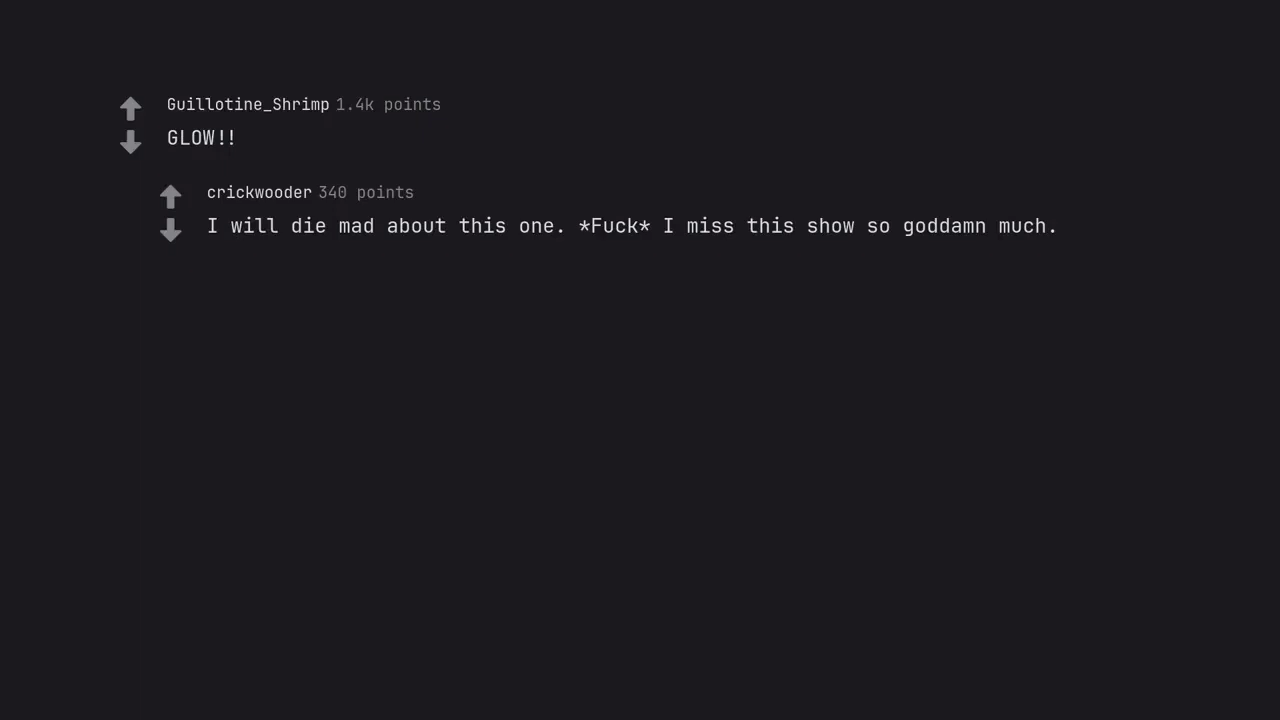 Guillotine_Shrimp 1.4k points
GLOW!!
crickwooder 340 points
I will die mad about this one. *Fuck* I miss this show so goddamn much.